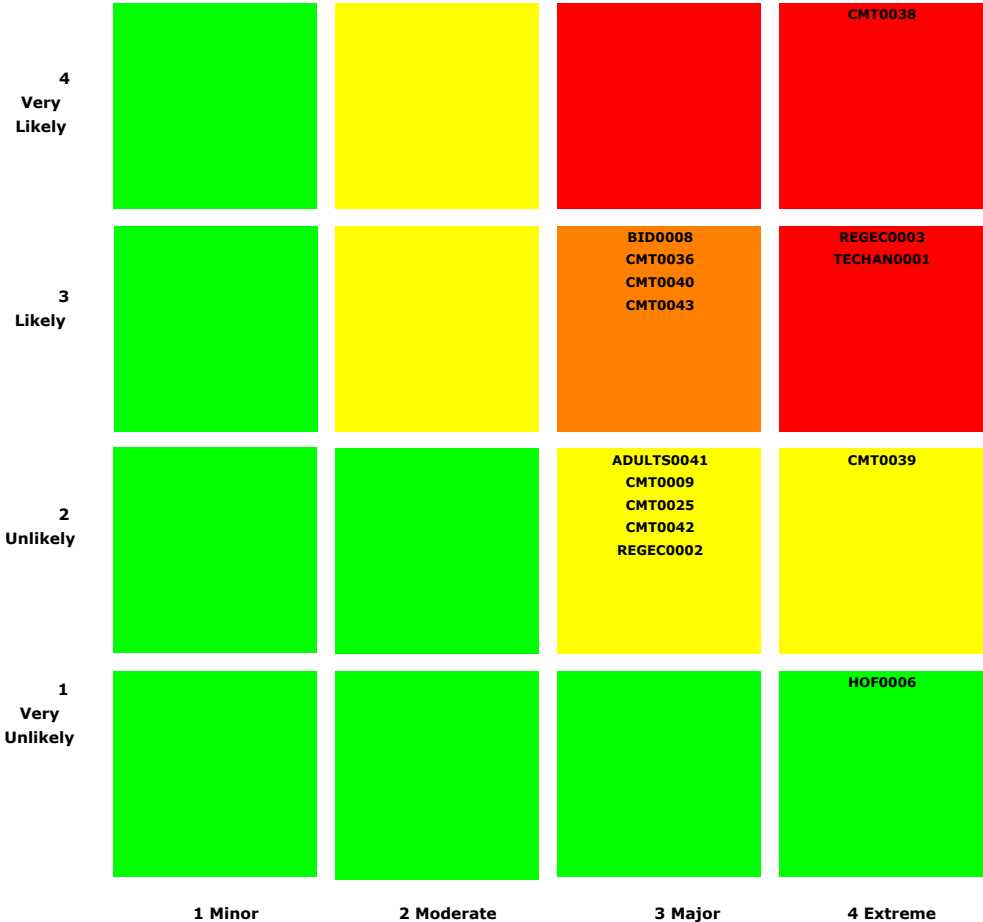 CMT0038
4
Very
Likely
BID0008
CMT0036
CMT0040
CMT0043
REGEC0003
TECHAN0001
3
Likely
ADULTS0041
CMT0009
CMT0025
CMT0042
REGEC0002
CMT0039
2
Unlikely
HOF0006
1
Very
Unlikely
1 Minor
2 Moderate
3 Major
4 Extreme